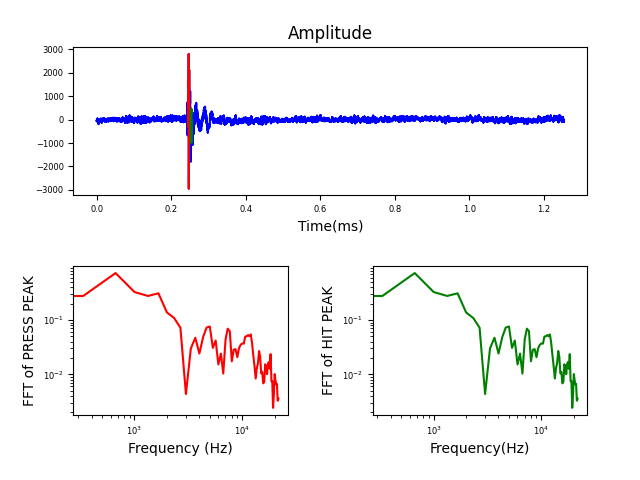 Amplitude
3000
2000
1000
0
−1000
−2000
−3000
0.0 0.2 0.4 0.6 0.8 1.0 1.2
Time(ms)
FFT of PRESS PEAK
10⁻¹
10⁻²
10³ 10⁴
Frequency (Hz)
FFT of HIT PEAK
10⁻¹
10⁻²
10³ 10⁴
Frequency(Hz)